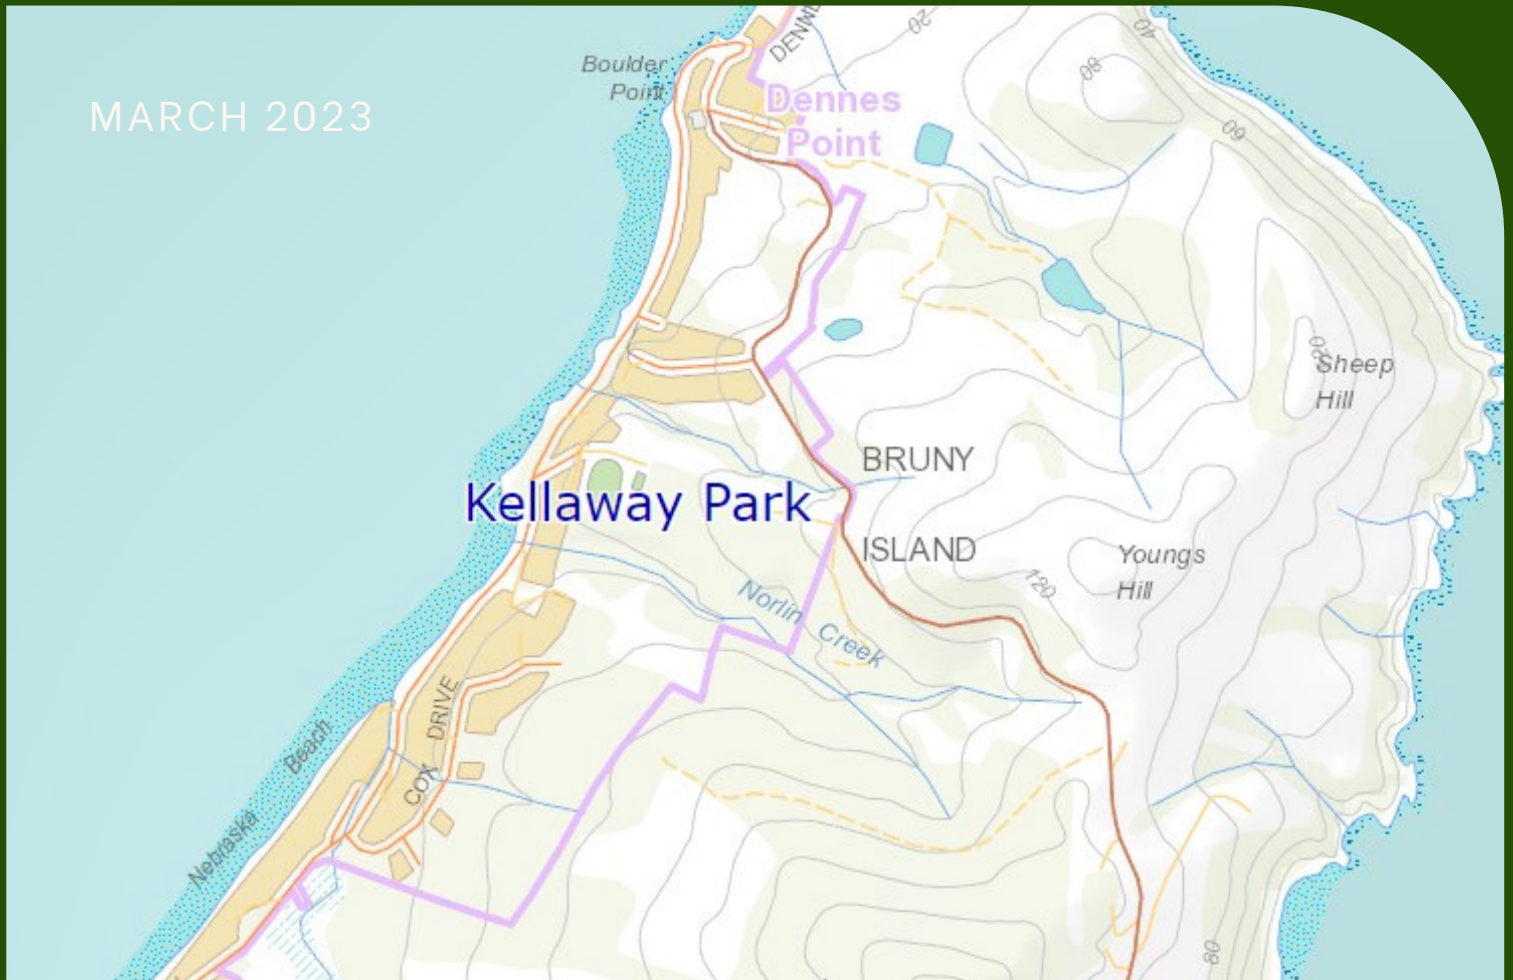 MARCH 2023
Boulder
Point
Dennes
Point
20
40
80
60
Sheep
Hill
BRUNY
Kellaway Park
ISLAND
Youngs
Hill
120
Norlin Creek
COX DRIVE
Nebraska Beach
80